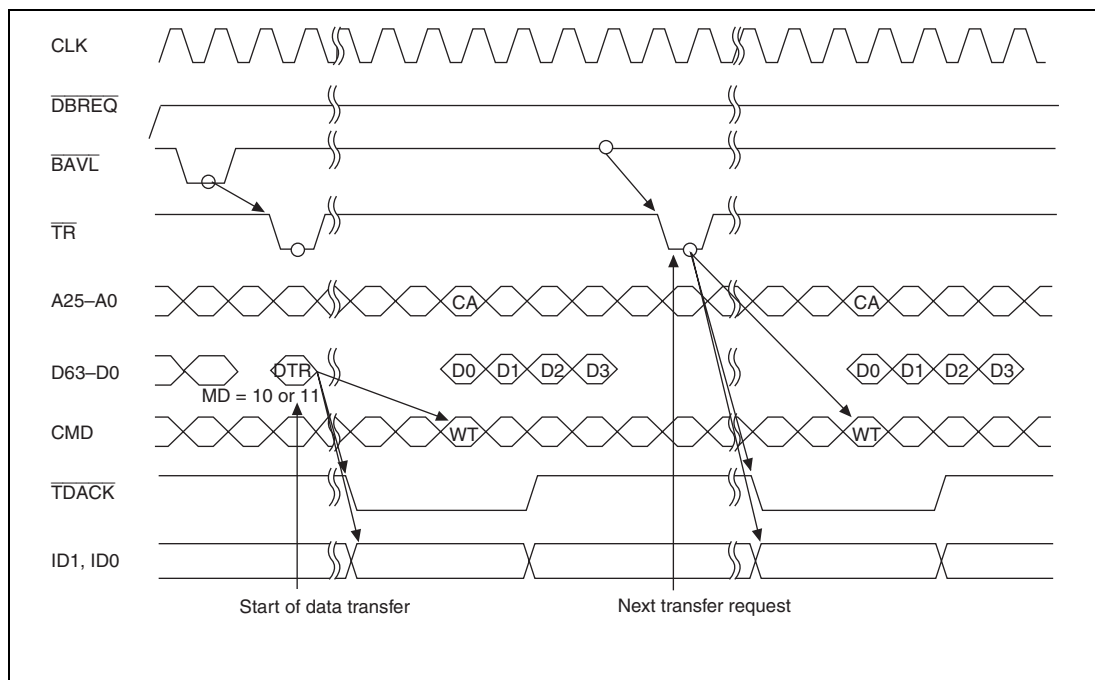 CLK
DBREQ
BAVL
TR
A25–A0 CA CA
D63–D0 DTR D0 D1 D2 D3 D0 D1 D2 D3
MD = 10 or 11
CMD WT WT
TDACK
ID1, ID0
Start of data transfer Next transfer request